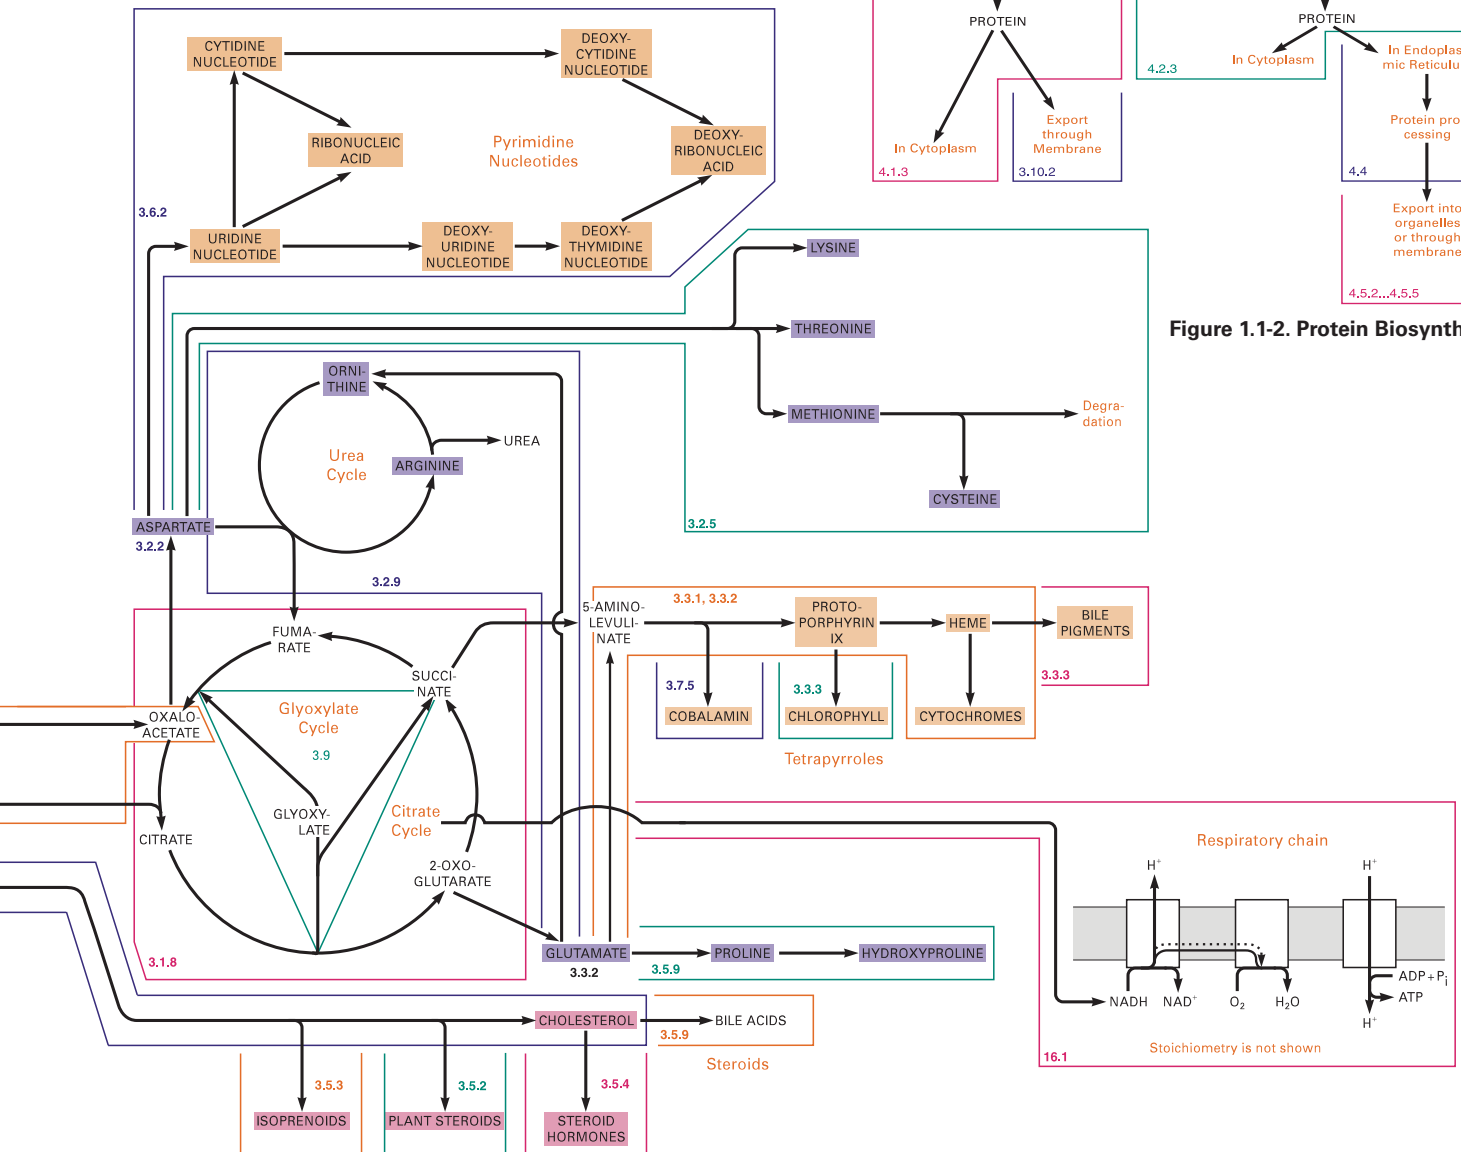 CYTIDINE
NUCLEOTIDE
DEOXY-
CYTIDINE
NUCLEOTIDE
RIBONUCLEIC
ACID
Pyrimidine
Nucleotides
DEOXY-
RIBONUCLEIC
ACID
3.6.2
URIDINE
NUCLEOTIDE
DEOXY-
URIDINE
NUCLEOTIDE
DEOXY-
THYMIDINE
NUCLEOTIDE
PROTEIN
In Cytoplasm
Export
through
Membrane
4.1.3
3.10.2
PROTEIN
In Cytoplasm
In Endoplas
mic Reticulu
4.2.3
Protein pro
cessing
4.4
Export into
organelles
or through
membrane
4.5.2...4.5.5
Figure 1.1-2. Protein Biosynth
LYSINE
THREONINE
METHIONINE
Degra-
dation
CYSTEINE
3.2.5
ORNI-
THINE
Urea
Cycle
ARGININE
UREA
ASPARTATE
3.2.2
3.2.9
FUMA-
RATE
SUCCI-
NATE
OXALO-
ACETATE
Glyoxylate
Cycle
3.9
GLYOXY-
LATE
Citrate
Cycle
CITRATE
2-OXO-
GLUTARATE
3.1.8
5-AMINO-
LEVULI-
NATE
3.3.1, 3.3.2
PROTO-
PORPHYRIN
IX
HEME
BILE
PIGMENTS
3.3.3
3.7.5
COBALAMIN
3.3.3
CHLOROPHYLL
CYTOCHROMES
Tetrapyrroles
GLUTAMATE
3.3.2
PROLINE
HYDROXYPROLINE
3.5.9
CHOLESTEROL
BILE ACIDS
3.5.9
Steroids
3.5.3
ISOPRENOIDS
3.5.2
PLANT STEROIDS
3.5.4
STEROID
HORMONES
Respiratory chain
H+
H+
NADH
NAD+
O2
H2O
ADP+Pi
ATP
H+
Stoichiometry is not shown
16.1